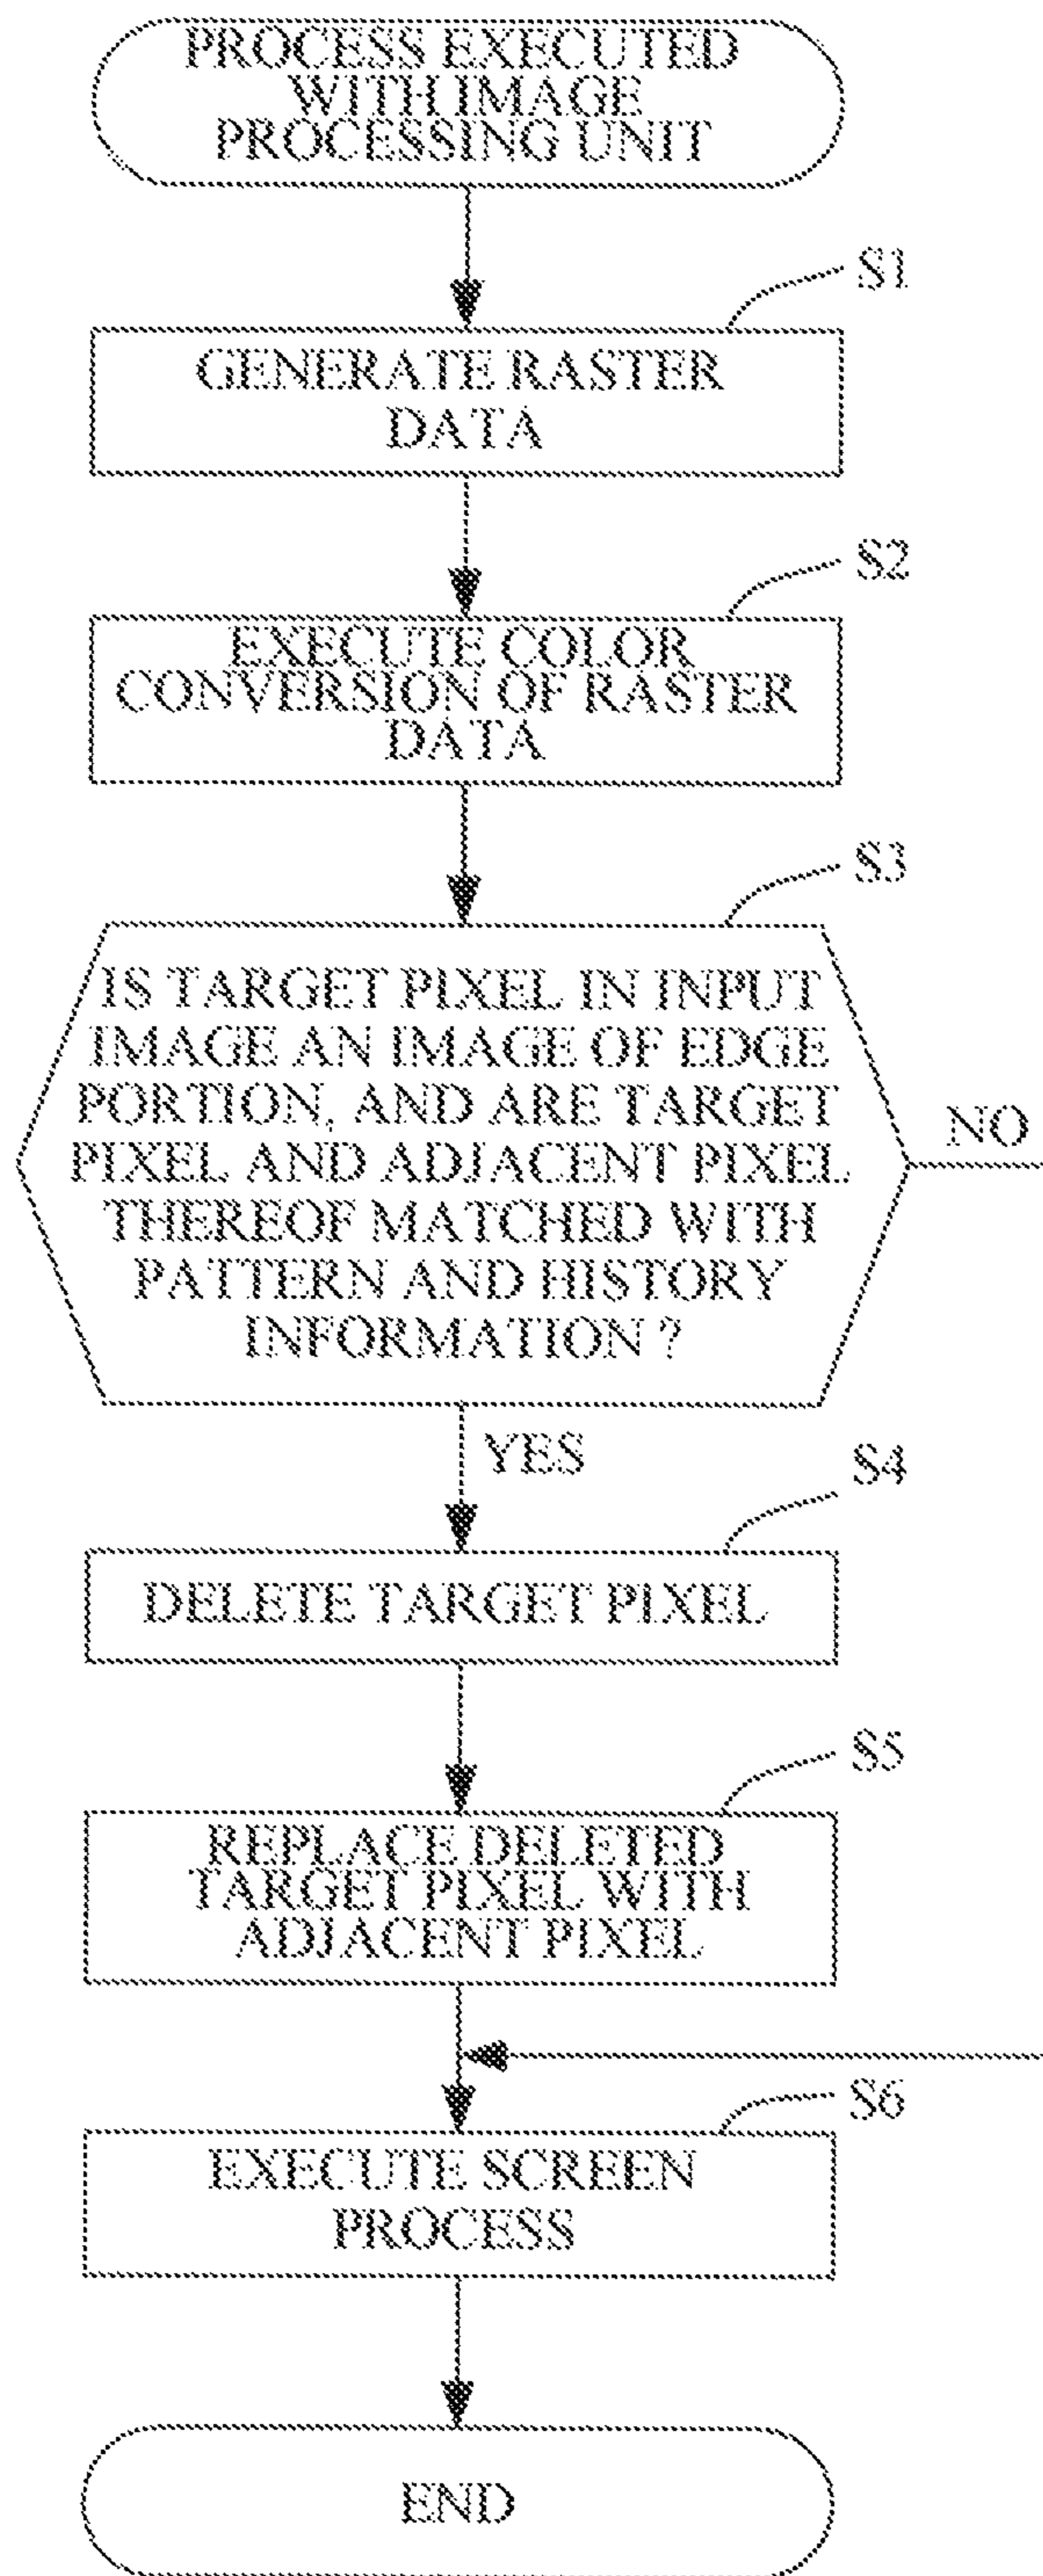 PROCESS EXECUTED
WITH IMAGE
PROCESSING UNIT
S1
GENERATE RASTER
DATA
S2
EXECUTE COLOR
CONVERSION OF RASTER
DATA
S3
IS TARGET PIXEL IN INPUT
IMAGE AN IMAGE OF EDGE
PORTION, AND ARE TARGET
PIXEL AND ADJACENT PIXEL
THEREOF MATCHED WITH
PATTERN AND HISTORY
INFORMATION ?
NO
YES
S4
DELETE TARGET PIXEL
S5
REPLACE DELETED
TARGET PIXEL WITH
ADJACENT PIXEL
S6
EXECUTE SCREEN
PROCESS
END